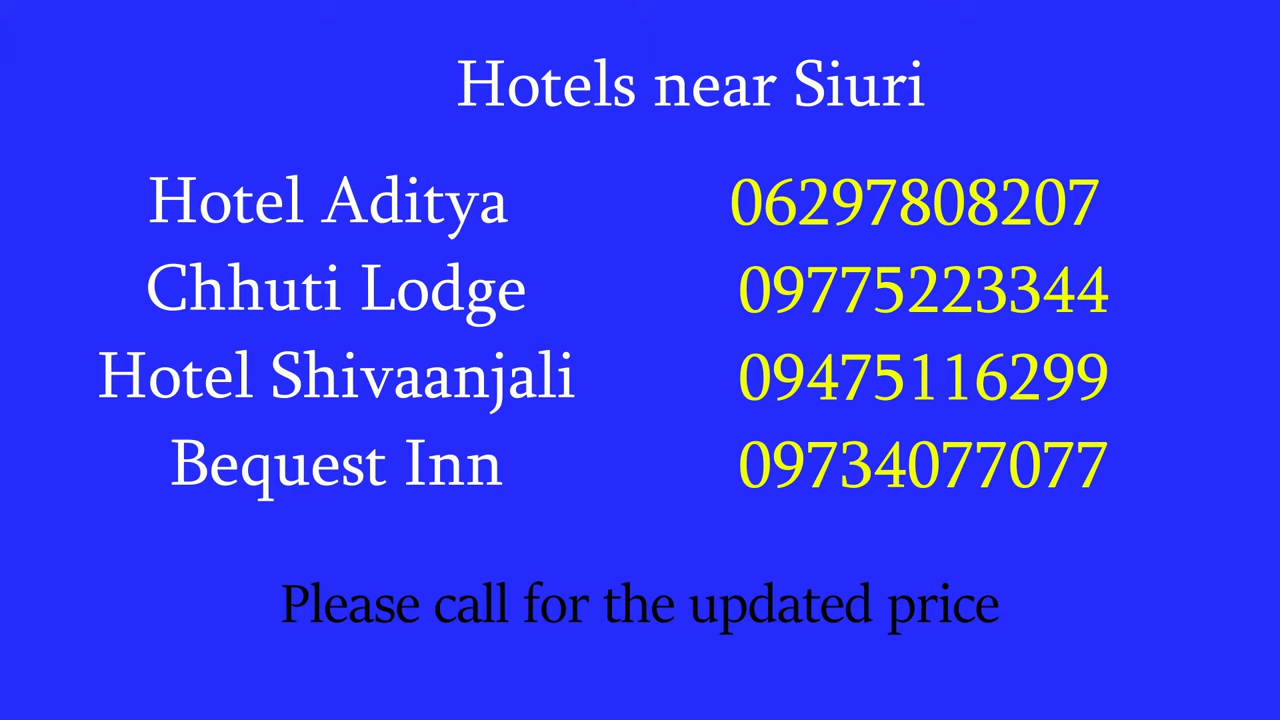 Hotels near Siuri
Hotel Aditya 06297808207
Chhuti Lodge 09775223344
Hotel Shivaanjali 09475116299
Bequest Inn 09734077077
Please call for the updated price